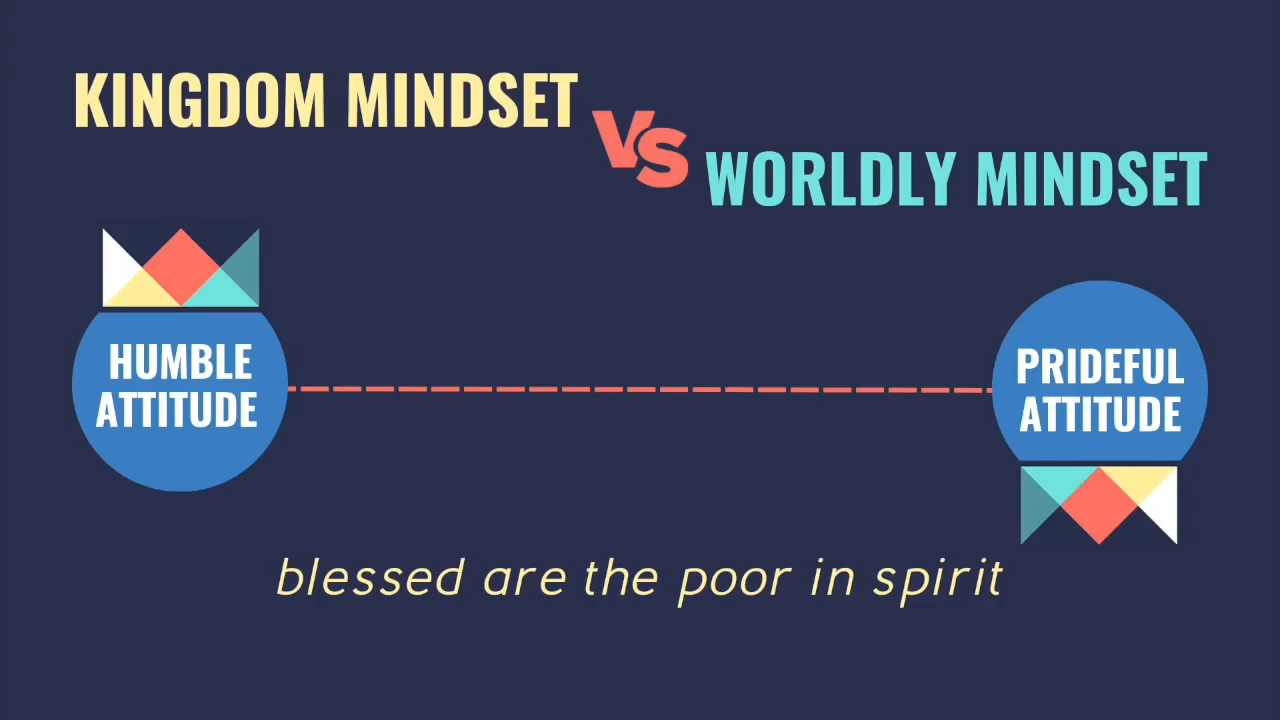 KINGDOM MINDSET
VS
WORLDLY MINDSET
HUMBLE
ATTITUDE
PRIDEFUL
ATTITUDE
blessed are the poor in spirit